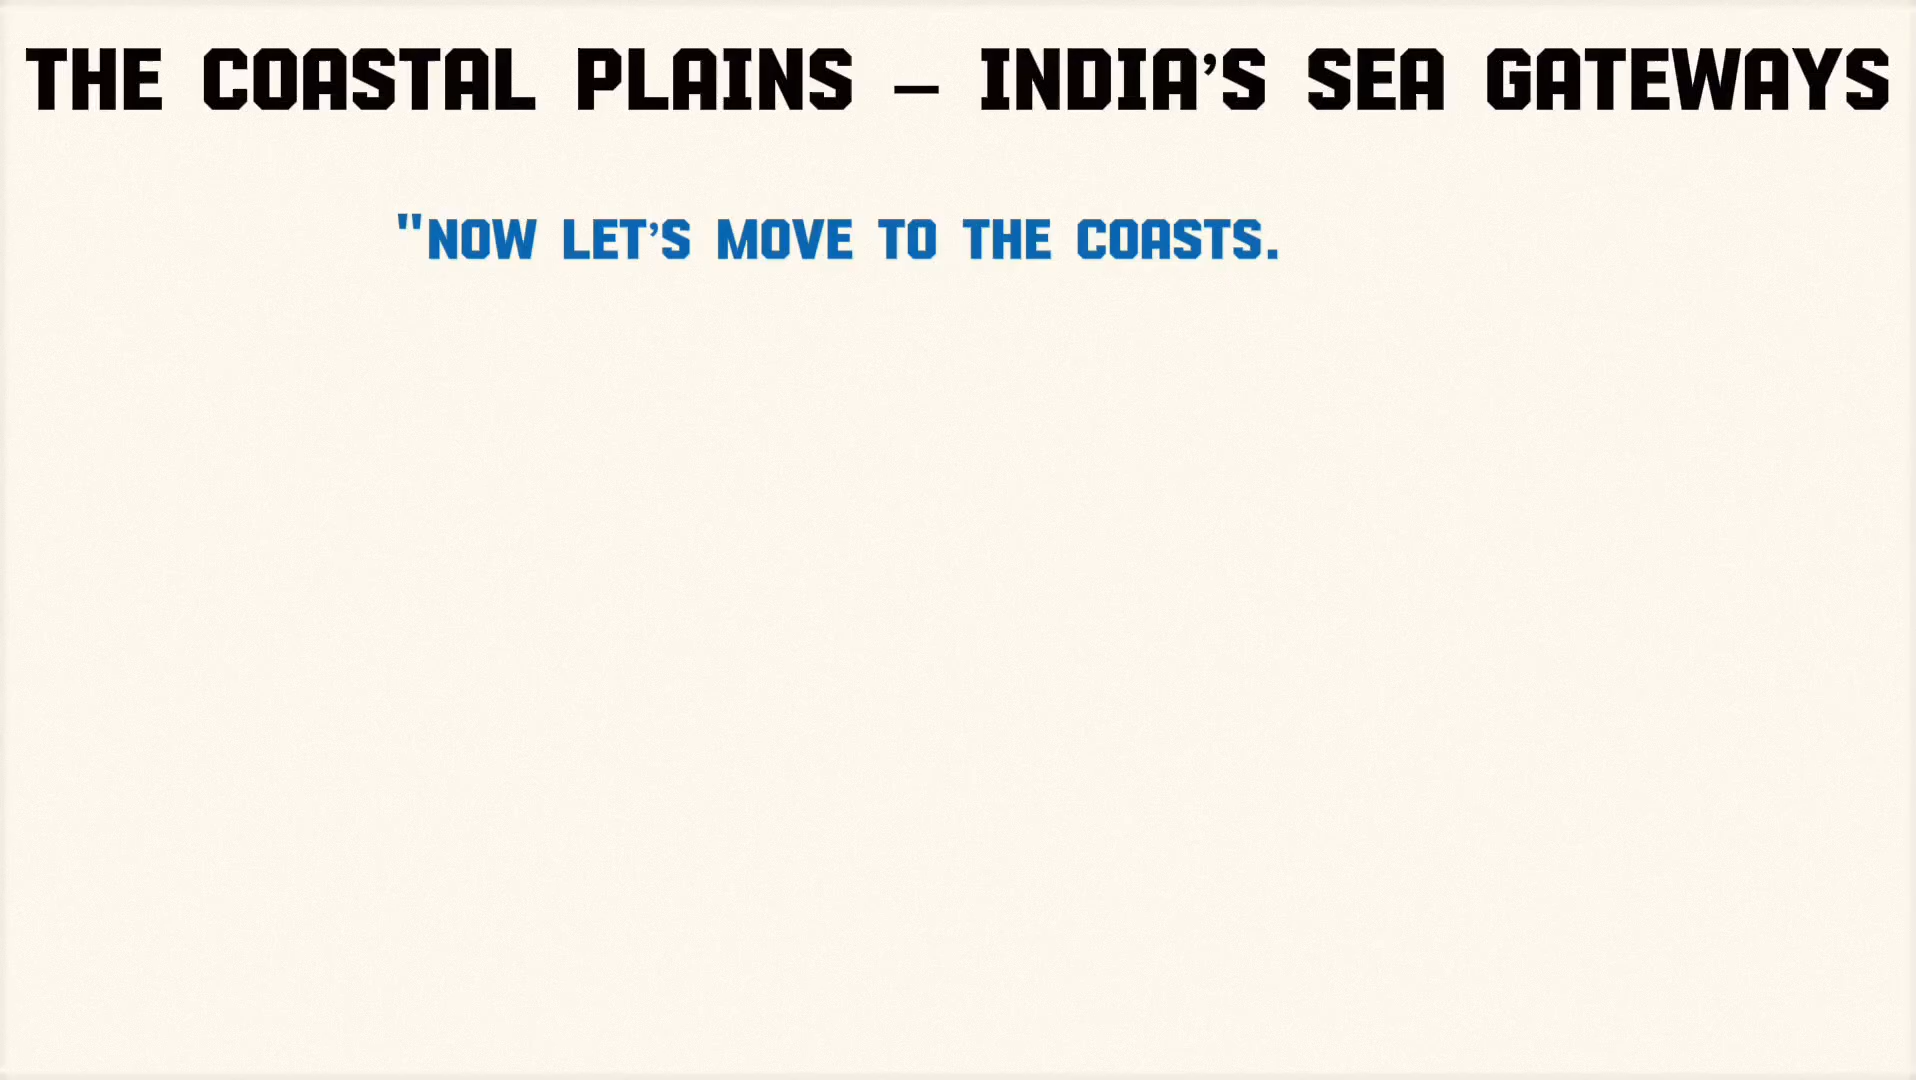 THE COASTAL PLAINS – INDIA’S SEA GATEWAYS
"NOW LET’S MOVE TO THE COASTS.